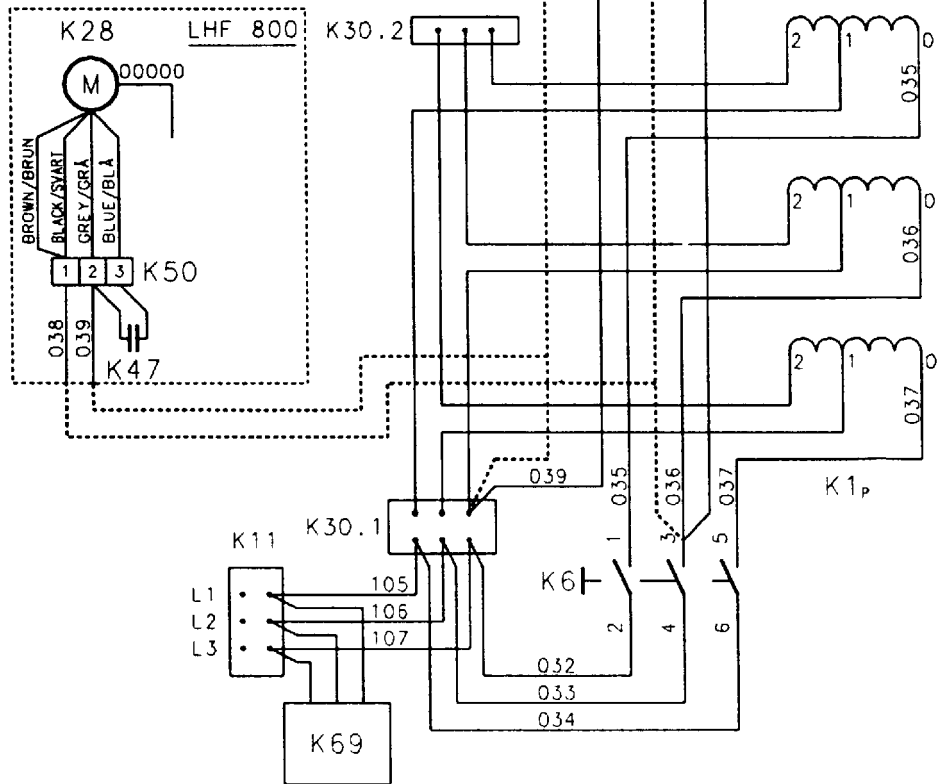 K28
LHF 800
K30.2
M
00000
BROWN/BRUN
BLACK/SVART
GREY/GRÅ
BLUE/BLÅ
1 2 3
K50
038
039
K47
2 1 0
035
2 1 0
036
2 1 0
037
K1P
039
035
036
037
K30.1
K11
L1
L2
L3
105
106
107
K6
1 3 5
2 4 6
032
033
034
K69